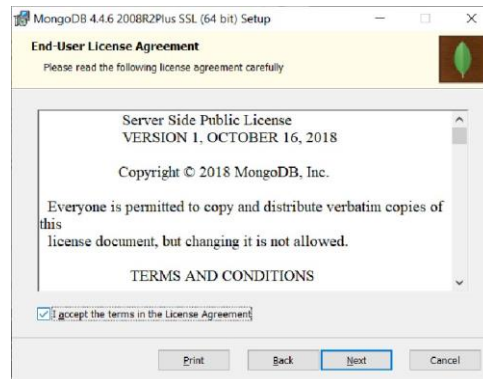 MongoDB 4.4.6 2008R2Plus SSL (64 bit) Setup
End-User License Agreement
Please read the following license agreement carefully
Server Side Public License
VERSION 1, OCTOBER 16, 2018
Copyright © 2018 MongoDB, Inc.
Everyone is permitted to copy and distribute verbatim copies of
this
license document, but changing it is not allowed.
TERMS AND CONDITIONS
I accept the terms in the License Agreement
Print Back Next Cancel